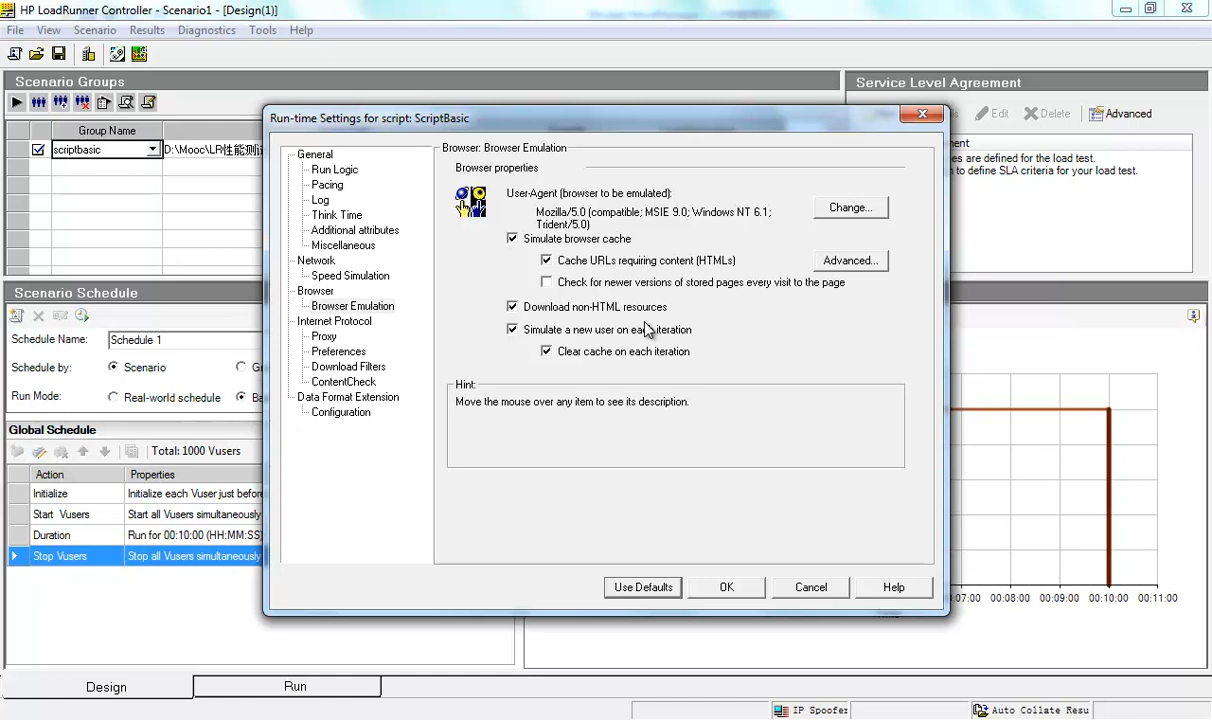 HP LoadRunner Controller - Scenario1 - [Design(1)]
File View Scenario Results Diagnostics Tools Help
Scenario Groups
Service Level Agreement
Edit Delete Advanced
Group Name
scriptbasic D:\Mooc\LR性能测试
es are defined for the load test.
n to define SLA criteria for your load test.
Run-time Settings for script: ScriptBasic
General
Run Logic
Pacing
Log
Think Time
Additional attributes
Miscellaneous
Network
Speed Simulation
Browser
Browser Emulation
Internet Protocol
Proxy
Preferences
Download Filters
ContentCheck
Data Format Extension
Configuration
Browser: Browser Emulation
Browser properties
User-Agent (browser to be emulated):
Mozilla/5.0 (compatible; MSIE 9.0; Windows NT 6.1;
Trident/5.0)
Change...
Simulate browser cache
Cache URLs requiring content (HTMLs)
Advanced...
Check for newer versions of stored pages every visit to the page
Download non-HTML resources
Simulate a new user on each iteration
Clear cache on each iteration
Hint:
Move the mouse over any item to see its description.
Use Defaults OK Cancel Help
Scenario Schedule
Schedule Name: Schedule 1
Schedule by: Scenario
Run Mode: Real-world schedule
Global Schedule
Total: 1000 Vusers
Action Properties
Initialize Initialize each Vuser just before
Start Vusers Start all Vusers simultaneously
Duration Run for 00:10:00 (HH:MM:SS)
Stop Vusers Stop all Vusers simultaneously
:07:00 00:08:00 00:09:00 00:10:00 00:11:00
Design Run
IP Spoofer Auto Collate Resu